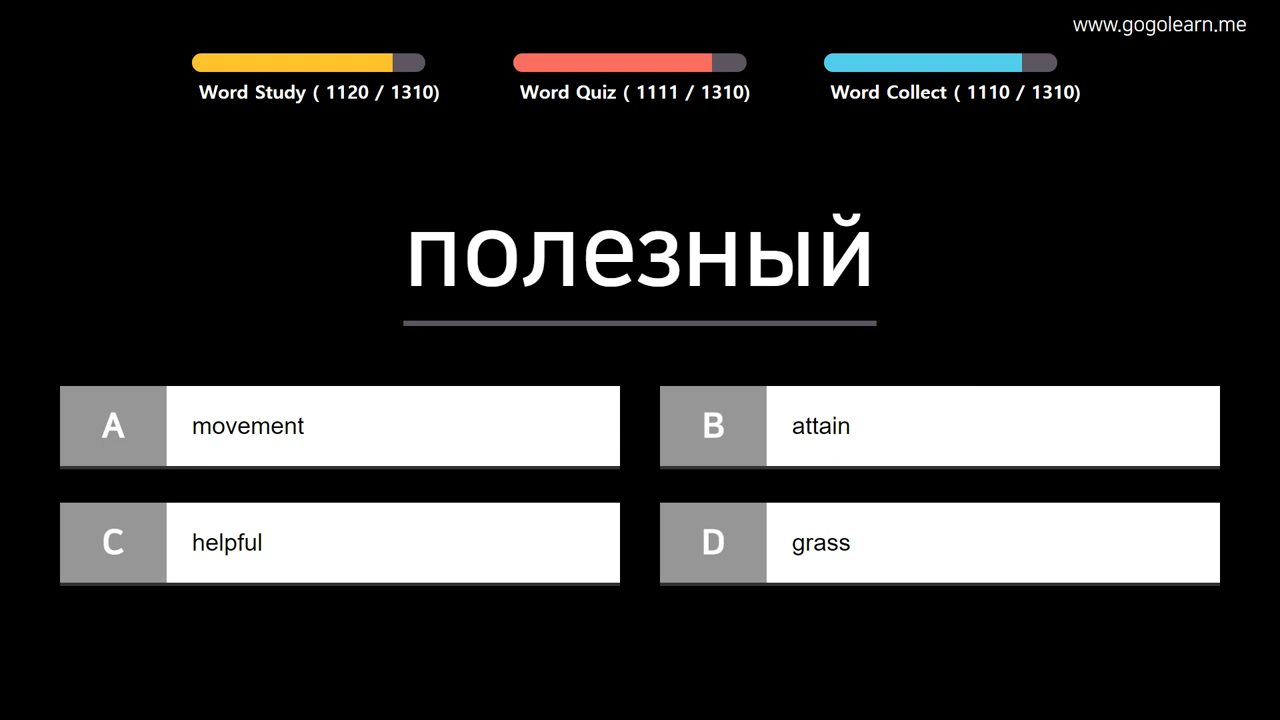 www.gogolearn.me
Word Study ( 1120 / 1310)
Word Quiz ( 1111 / 1310)
Word Collect ( 1110 / 1310)
полезный
A movement
B attain
C helpful
D grass